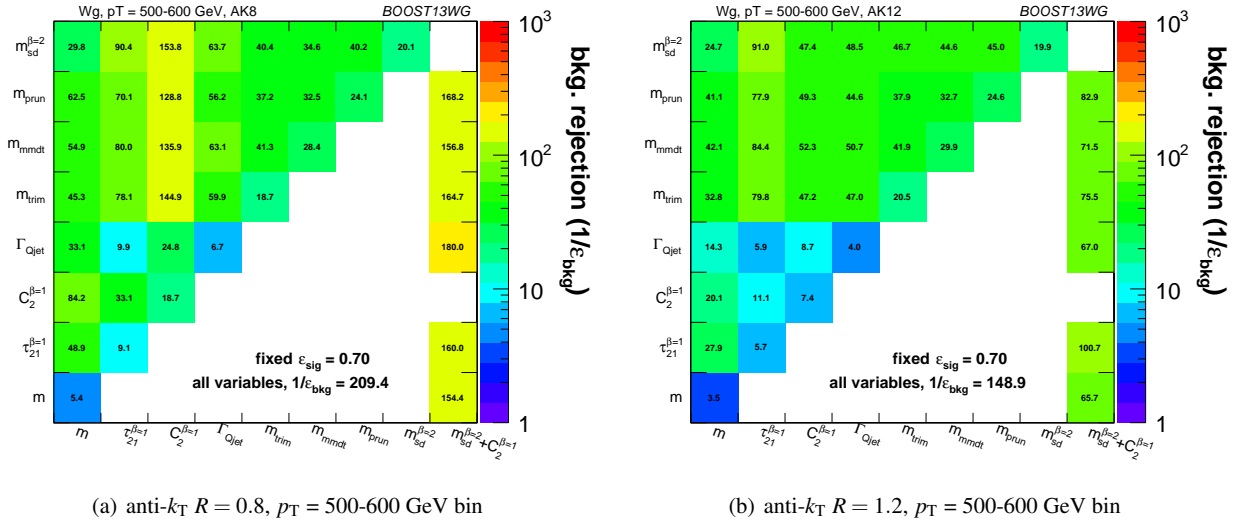 Wg, pT = 500-600 GeV, AK8 BOOST13WG
m_sd^β=2 29.8 90.4 153.8 63.7 40.4 34.6 40.2 20.1
m_prun 62.5 70.1 128.8 56.2 37.2 32.5 24.1 168.2
m_mmdt 54.9 80.0 135.9 63.1 41.3 28.4 156.8
m_trim 45.3 78.1 144.9 59.9 18.7 164.7
Γ_Qjet 33.1 9.9 24.8 6.7 180.0
C_2^β=1 84.2 33.1 18.7
τ_21^β=1 48.9 9.1 160.0
m 5.4 154.4
fixed ε_sig = 0.70
all variables, 1/ε_bkg = 209.4
m τ_21^β=1 C_2^β=1 Γ_Qjet m_trim m_mmdt m_prun m_sd^β=2 m_sd^β=2+C_2^β=1
10^3
10^2
10
1
bkg. rejection (1/ε_bkg)
(a) anti-k_T R = 0.8, p_T = 500-600 GeV bin
Wg, pT = 500-600 GeV, AK12 BOOST13WG
m_sd^β=2 24.7 91.0 47.4 48.5 46.7 44.6 45.0 19.9
m_prun 41.1 77.9 49.3 44.6 37.9 32.7 24.6 82.9
m_mmdt 42.1 84.4 52.3 50.7 41.9 29.9 71.5
m_trim 32.8 79.8 47.2 47.0 20.5 75.5
Γ_Qjet 14.3 5.9 8.7 4.0 67.0
C_2^β=1 20.1 11.1 7.4
τ_21^β=1 27.9 5.7 100.7
m 3.5 65.7
fixed ε_sig = 0.70
all variables, 1/ε_bkg = 148.9
m τ_21^β=1 C_2^β=1 Γ_Qjet m_trim m_mmdt m_prun m_sd^β=2 m_sd^β=2+C_2^β=1
10^3
10^2
10
1
bkg. rejection (1/ε_bkg)
(b) anti-k_T R = 1.2, p_T = 500-600 GeV bin